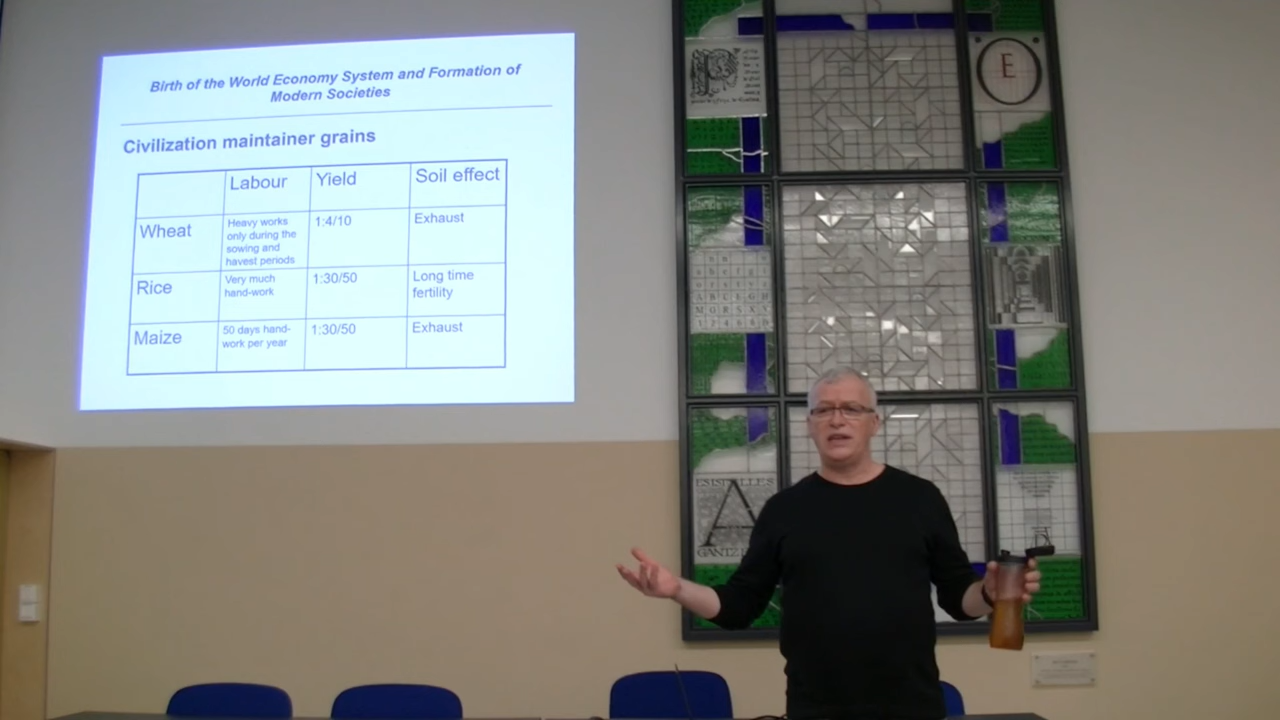 Birth of the World Economy System and Formation of
Modern Societies
Civilization maintainer grains
Labour Yield Soil effect
Wheat
Heavy works
only during the
sowing and
havest periods
1:4/10
Exhaust
Rice
Very much
hand-work
1:30/50
Long time
fertility
Maize
50 days hand-
work per year
1:30/50
Exhaust
P
E
O
A